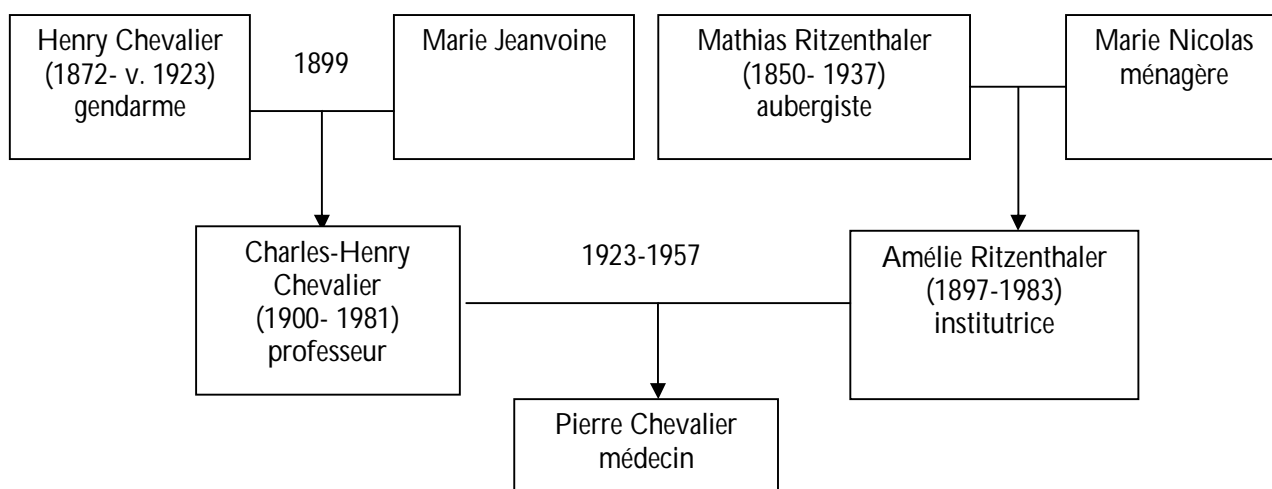 Henry Chevalier
(1872- v. 1923)
gendarme
1899
Marie Jeanvoine
Mathias Ritzenthaler
(1850- 1937)
aubergiste
Marie Nicolas
ménagère
Charles-Henry
Chevalier
(1900- 1981)
professeur
1923-1957
Amélie Ritzenthaler
(1897-1983)
institutrice
Pierre Chevalier
médecin